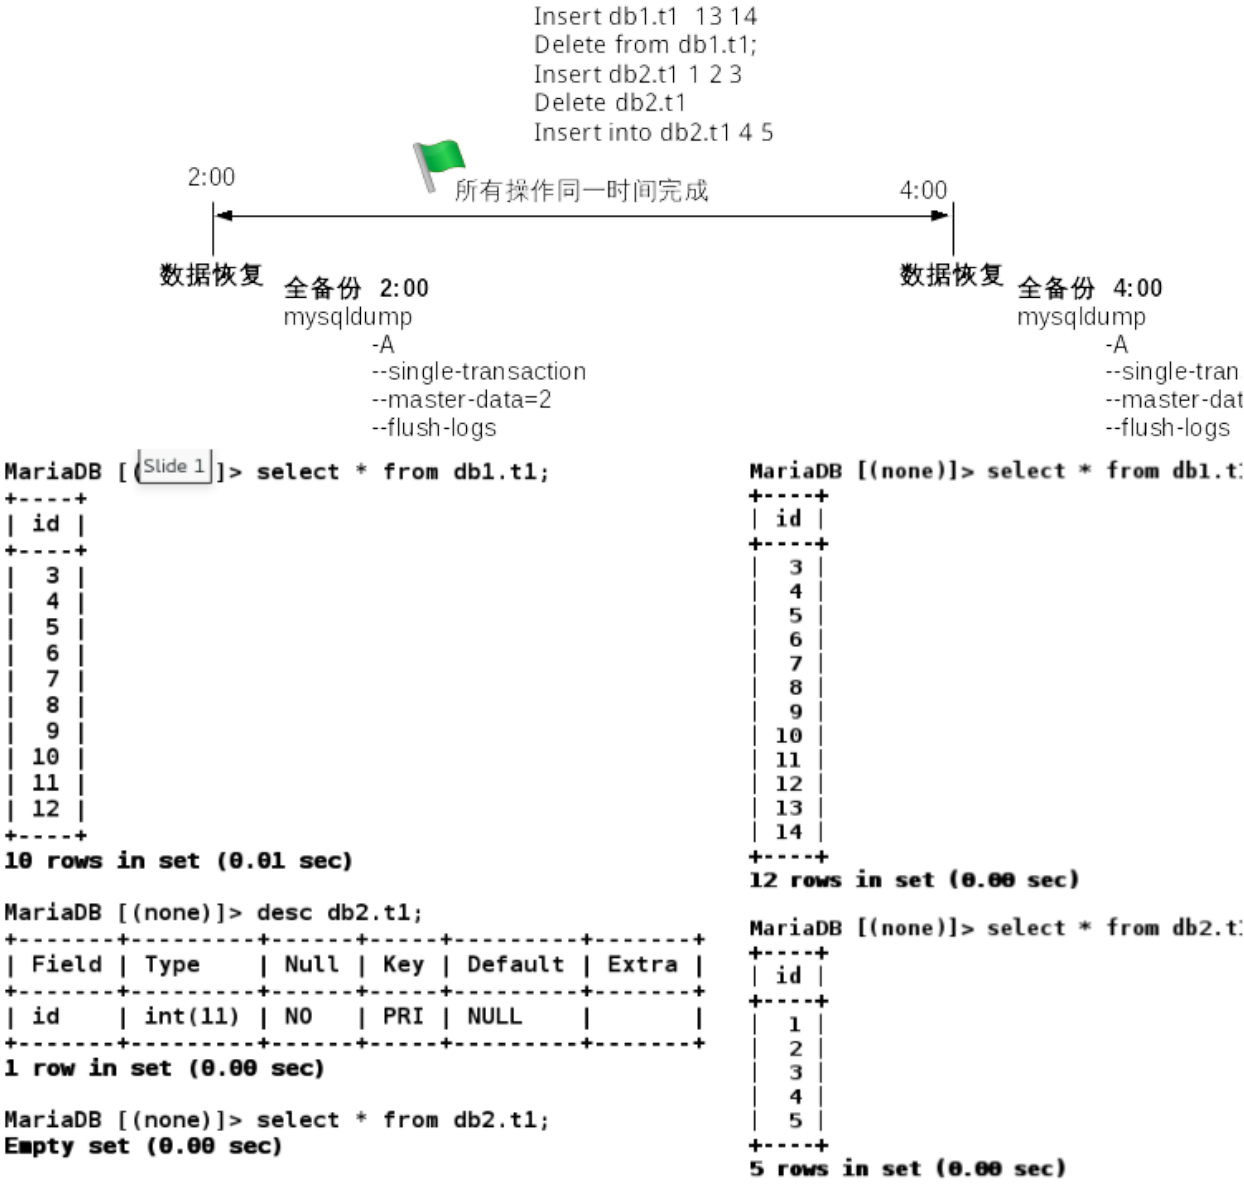 Insert db1.t1  13 14
Delete from db1.t1;
Insert db2.t1 1 2 3
Delete db2.t1
Insert into db2.t1 4 5
2:00
所有操作同一时间完成
4:00
数据恢复
全备份 2:00
mysqldump
-A
--single-transaction
--master-data=2
--flush-logs
数据恢复
全备份 4:00
mysqldump
-A
--single-tran
--master-dat
--flush-logs
MariaDB [( Slide 1 ]> select * from db1.t1;
+----+
| id |
+----+
| 3 |
| 4 |
| 5 |
| 6 |
| 7 |
| 8 |
| 9 |
| 10 |
| 11 |
| 12 |
+----+
10 rows in set (0.01 sec)
MariaDB [(none)]> desc db2.t1;
+-------+---------+------+-----+---------+-------+
| Field | Type    | Null | Key | Default | Extra |
+-------+---------+------+-----+---------+-------+
| id    | int(11) | NO   | PRI | NULL    |       |
+-------+---------+------+-----+---------+-------+
1 row in set (0.00 sec)
MariaDB [(none)]> select * from db2.t1;
Empty set (0.00 sec)
MariaDB [(none)]> select * from db1.t1
+----+
| id |
+----+
| 3 |
| 4 |
| 5 |
| 6 |
| 7 |
| 8 |
| 9 |
| 10 |
| 11 |
| 12 |
| 13 |
| 14 |
+----+
12 rows in set (0.00 sec)
MariaDB [(none)]> select * from db2.t1
+----+
| id |
+----+
| 1 |
| 2 |
| 3 |
| 4 |
| 5 |
+----+
5 rows in set (0.00 sec)